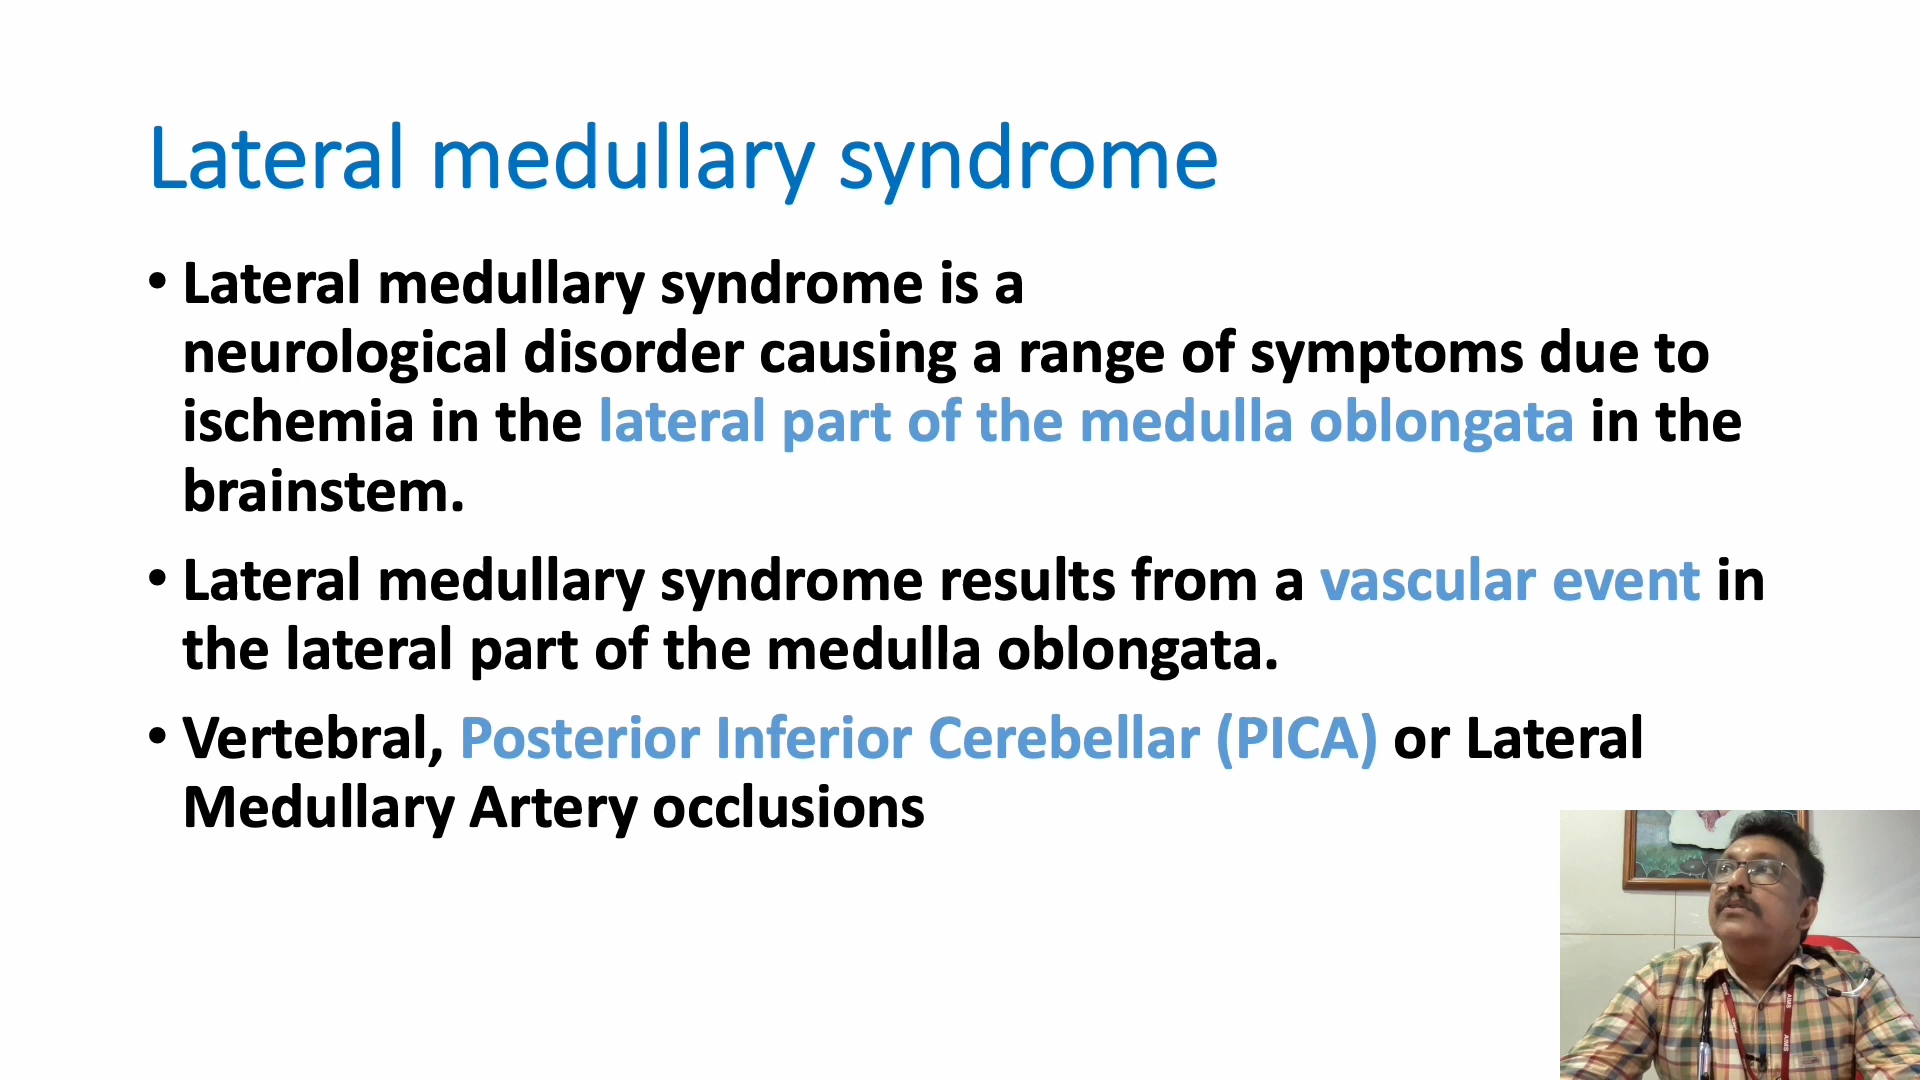 Lateral medullary syndrome
• Lateral medullary syndrome is a
neurological disorder causing a range of symptoms due to
ischemia in the lateral part of the medulla oblongata in the
brainstem.
• Lateral medullary syndrome results from a vascular event in
the lateral part of the medulla oblongata.
• Vertebral, Posterior Inferior Cerebellar (PICA) or Lateral
Medullary Artery occlusions
AIMS
AIMS